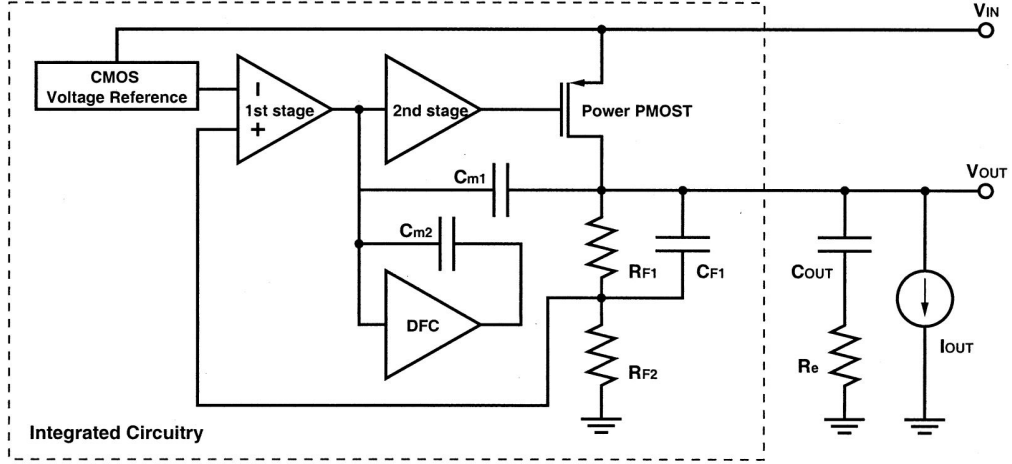 VIN
CMOS
Voltage Reference
−
+
1st stage
2nd stage
Power PMOST
Cm1
VOUT
Cm2
RF1
CF1
COUT
DFC
IOUT
RF2
Re
Integrated Circuitry